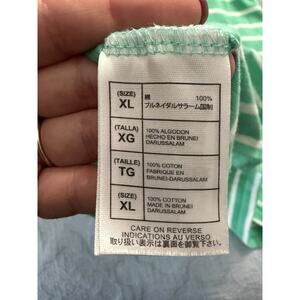 (SIZE)
XL
綿 100%
ブルネイダルサラーム国制
(TALLA)
XG
100% ALGODON
HECHO EN BRUNEI
DARUSSALAM
(TAILLE)
TG
100% COTON
FABRIQUE EN
BRUNEI-DARUSSALAM
(SIZE)
XL
100% COTTON
MADE IN BRUNEI
DARUSSALAM
CARE ON REVERSE
INDICATIONS AU VERSO
取り扱い表示は裏面を御覧下さい。